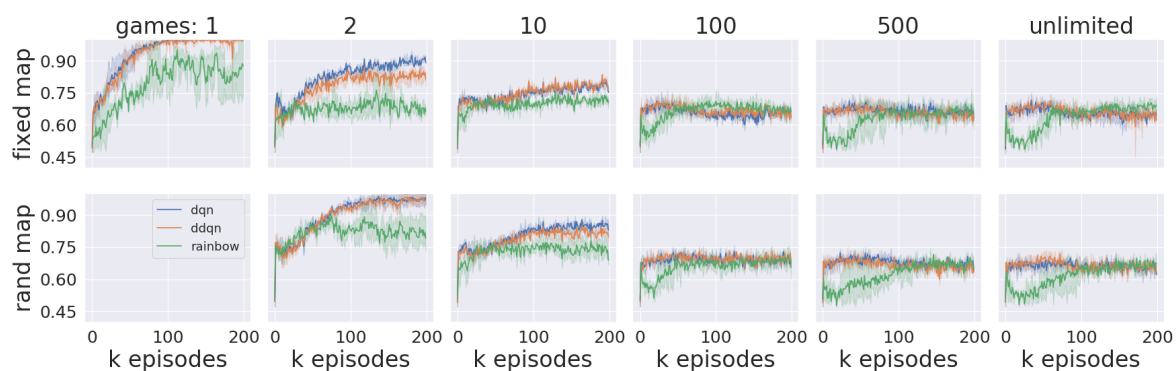 games: 1 2 10 100 500 unlimited
fixed map
0.90
0.75
0.60
0.45
rand map
0.90
0.75
0.60
0.45
dqn
ddqn
rainbow
0 100 200 0 100 200 0 100 200 0 100 200 0 100 200 0 100 200
k episodes k episodes k episodes k episodes k episodes k episodes